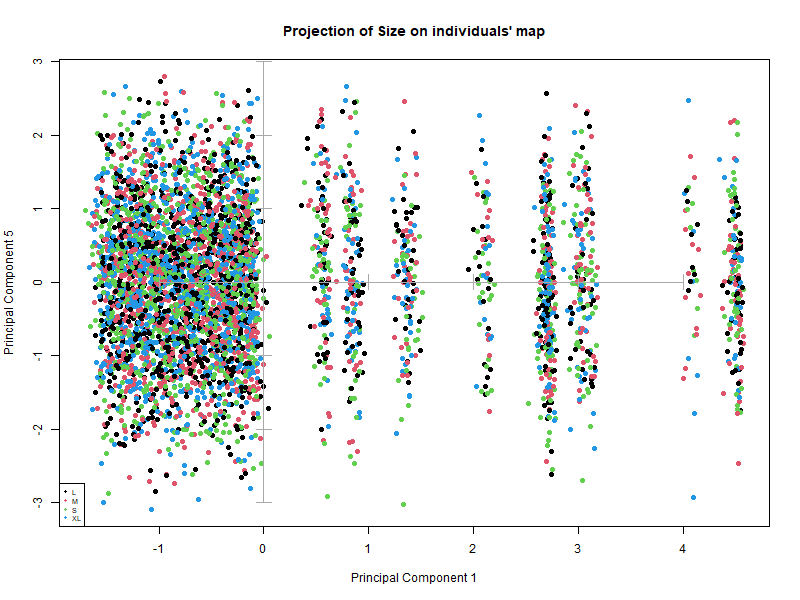 Projection of Size on individuals' map
Principal Component 5
3
2
1
0
-1
-2
-3
L
M
S
XL
-1
0
1
2
3
4
Principal Component 1